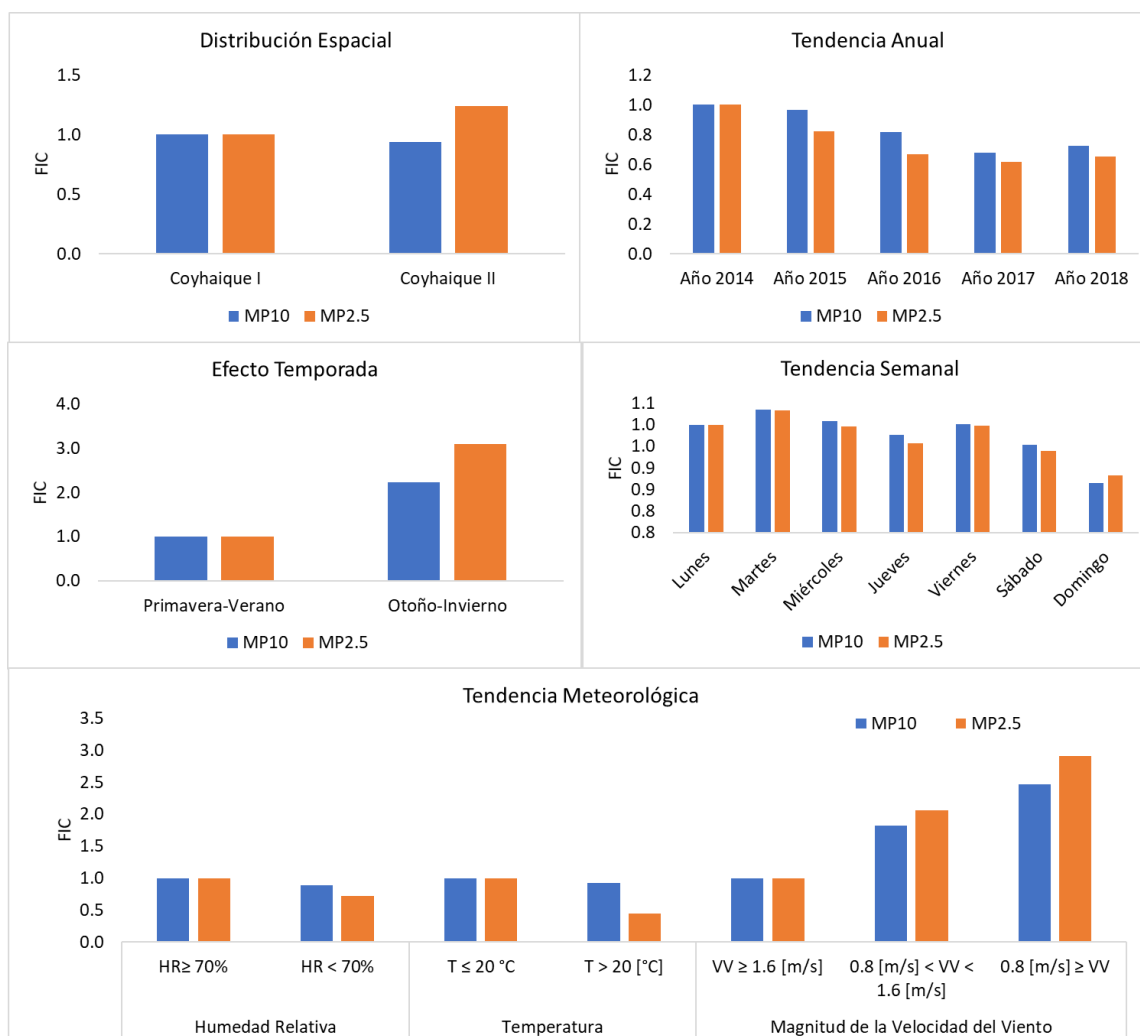 Distribución Espacial
1.5
1.0
0.5
0.0
FIC
Coyhaique I
Coyhaique II
MP10 MP2.5
Tendencia Anual
1.2
1.0
0.8
0.6
0.4
0.2
0.0
FIC
Año 2014
Año 2015
Año 2016
Año 2017
Año 2018
MP10 MP2.5
Efecto Temporada
4.0
3.0
2.0
1.0
0.0
FIC
Primavera-Verano
Otoño-Invierno
MP10 MP2.5
Tendencia Semanal
1.1
1.0
1.0
0.9
0.9
0.8
0.8
FIC
Lunes
Martes
Miércoles
Jueves
Viernes
Sábado
Domingo
MP10 MP2.5
Tendencia Meteorológica
MP10 MP2.5
3.5
3.0
2.5
2.0
1.5
1.0
0.5
0.0
FIC
HR≥ 70%
HR < 70%
T ≤ 20 °C
T > 20 [°C]
VV ≥ 1.6 [m/s]
0.8 [m/s] < VV <
1.6 [m/s]
0.8 [m/s] ≥ VV
Humedad Relativa
Temperatura
Magnitud de la Velocidad del Viento